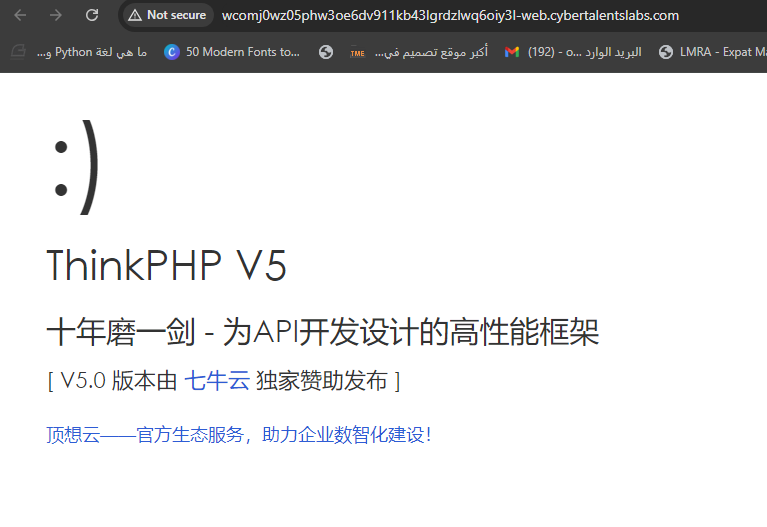 Not secure wcomj0wz05phw3oe6dv911kb43lgrdzlwq6oiy3l-web.cybertalentslabs.com
ما هي لغة Python و...
50 Modern Fonts to...
TME
أكبر موقع تصميم في...
البريد الوارد (192) - o...
LMRA - Expat Ma
:)
ThinkPHP V5
十年磨一剑 - 为API开发设计的高性能框架
[ V5.0 版本由 七牛云 独家赞助发布 ]
顶想云——官方生态服务，助力企业数智化建设！